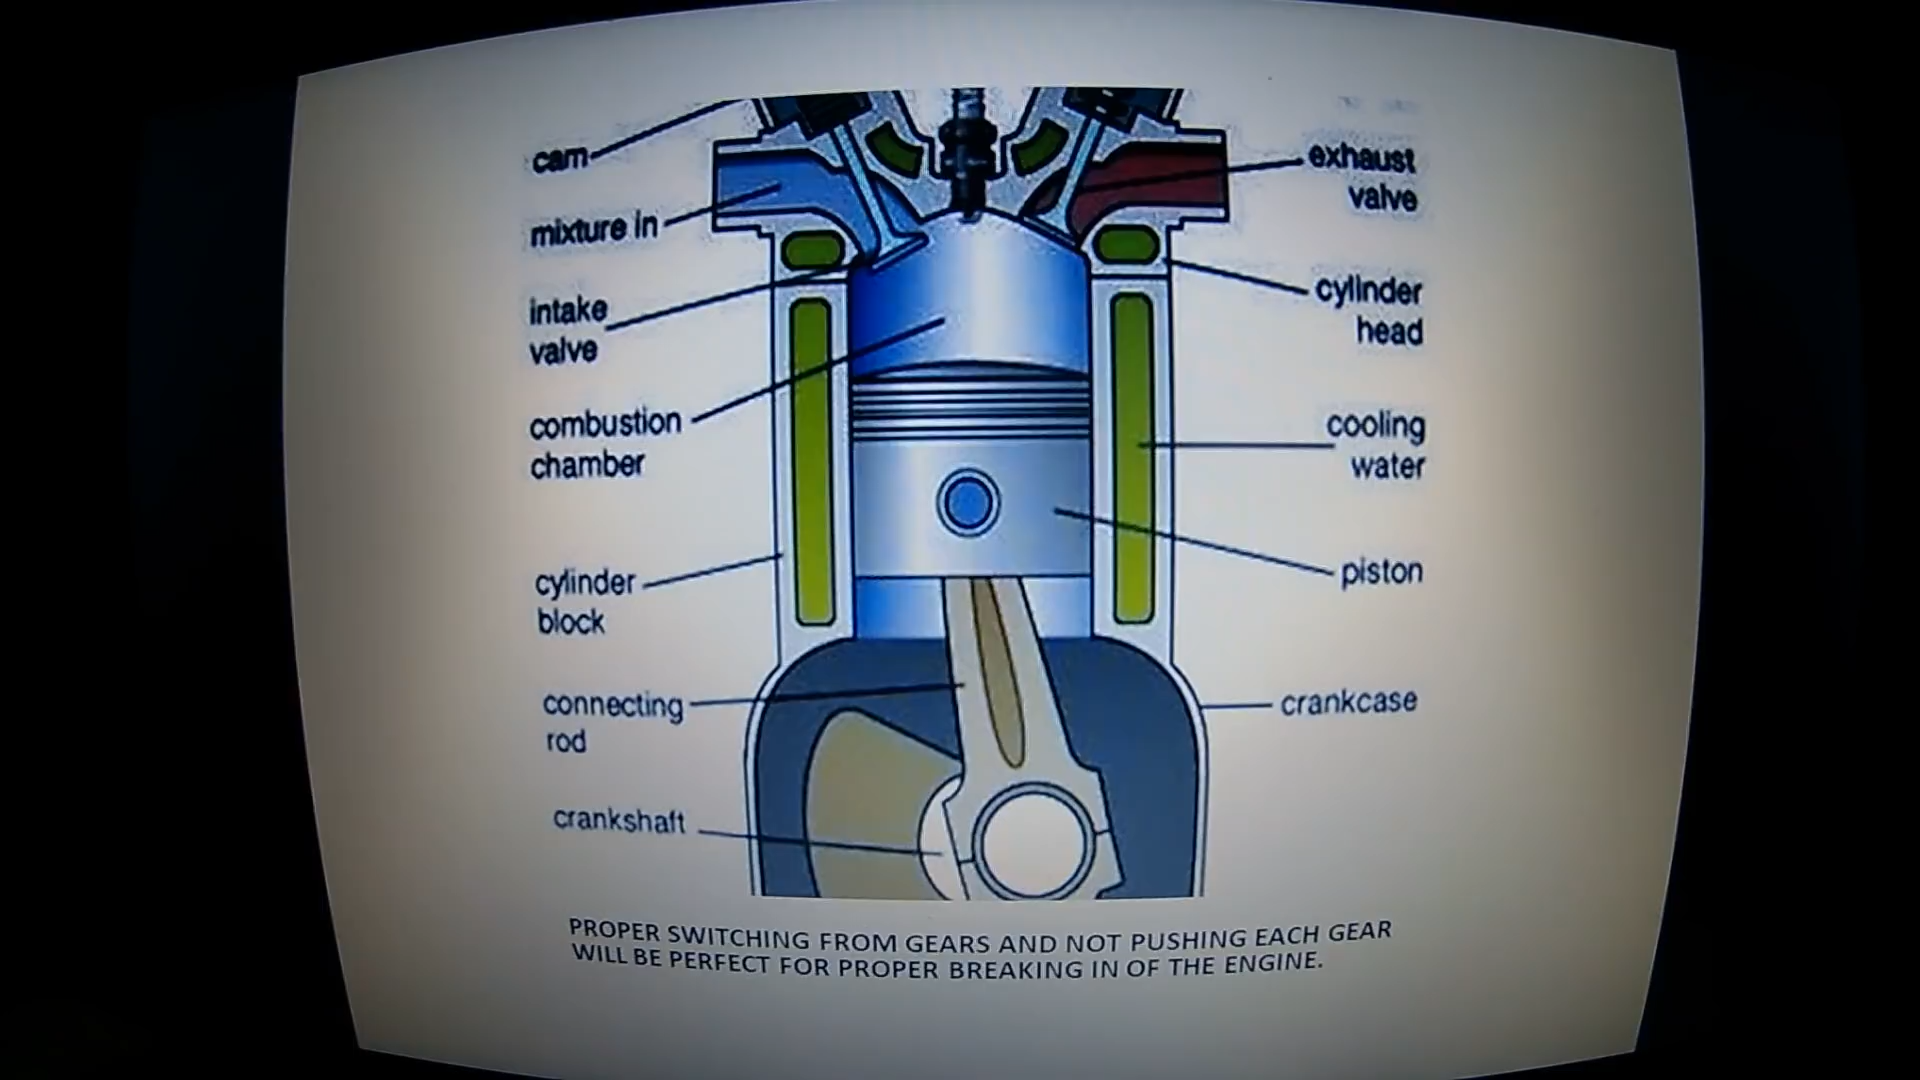 cam
mixture in
intake
valve
combustion
chamber
cylinder
block
connecting
rod
crankshaft
exhaust
valve
cylinder
head
cooling
water
piston
crankcase
PROPER SWITCHING FROM GEARS AND NOT PUSHING EACH GEAR
WILL BE PERFECT FOR PROPER BREAKING IN OF THE ENGINE.